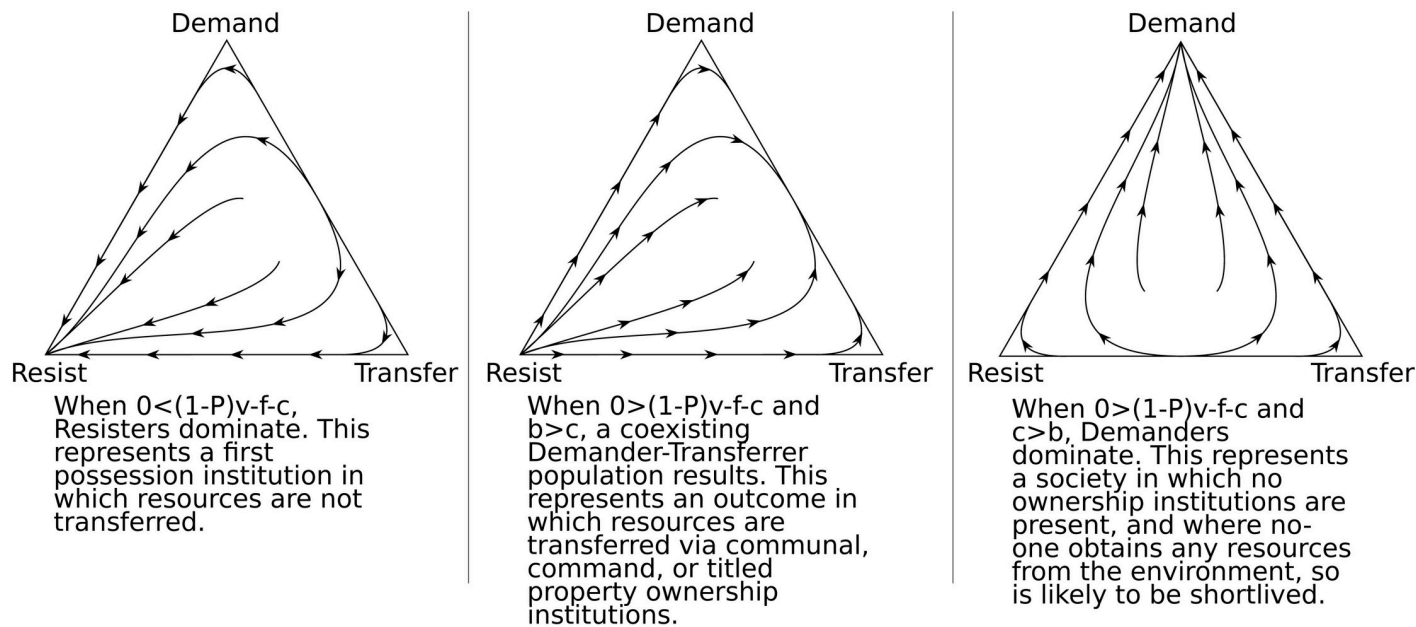 Demand
Resist
Transfer
When 0<(1-P)v-f-c,
Resisters dominate. This
represents a first
possession institution in
which resources are not
transferred.
Demand
Resist
Transfer
When 0>(1-P)v-f-c and
b>c, a coexisting
Demander-Transferrer
population results. This
represents an outcome in
which resources are
transferred via communal,
command, or titled
property ownership
institutions.
Demand
Resist
Transfer
When 0>(1-P)v-f-c and
c>b, Demanders
dominate. This represents
a society in which no
ownership institutions are
present, and where no-
one obtains any resources
from the environment, so
is likely to be shortlived.